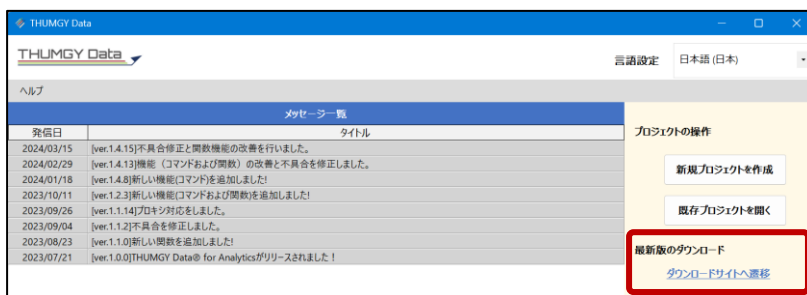 THUMGY Data
THUMGY Data
言語設定 日本語 (日本)
ヘルプ
メッセージ一覧
発信日 タイトル
2024/03/15 [ver.1.4.15]不具合修正と関数機能の改善を行いました。
2024/02/29 [ver.1.4.13]機能（コマンドおよび関数）の改善と不具合を修正しました。
2024/01/18 [ver.1.4.8]新しい機能(コマンド)を追加しました!
2023/10/11 [ver.1.2.3]新しい機能(コマンドおよび関数)を追加しました!
2023/09/26 [ver.1.1.14]プロキシ対応をしました。
2023/09/04 [ver.1.1.2]不具合を修正しました。
2023/08/23 [ver.1.1.0]新しい関数を追加しました!
2023/07/21 [ver.1.0.0]THUMGY Data® for Analyticsがリリースされました！
プロジェクトの操作
新規プロジェクトを作成
既存プロジェクトを開く
最新版のダウンロード
ダウンロードサイトへ遷移